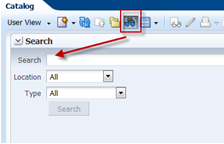 Catalog
User View
Search
Search
Location All
Type All
Search